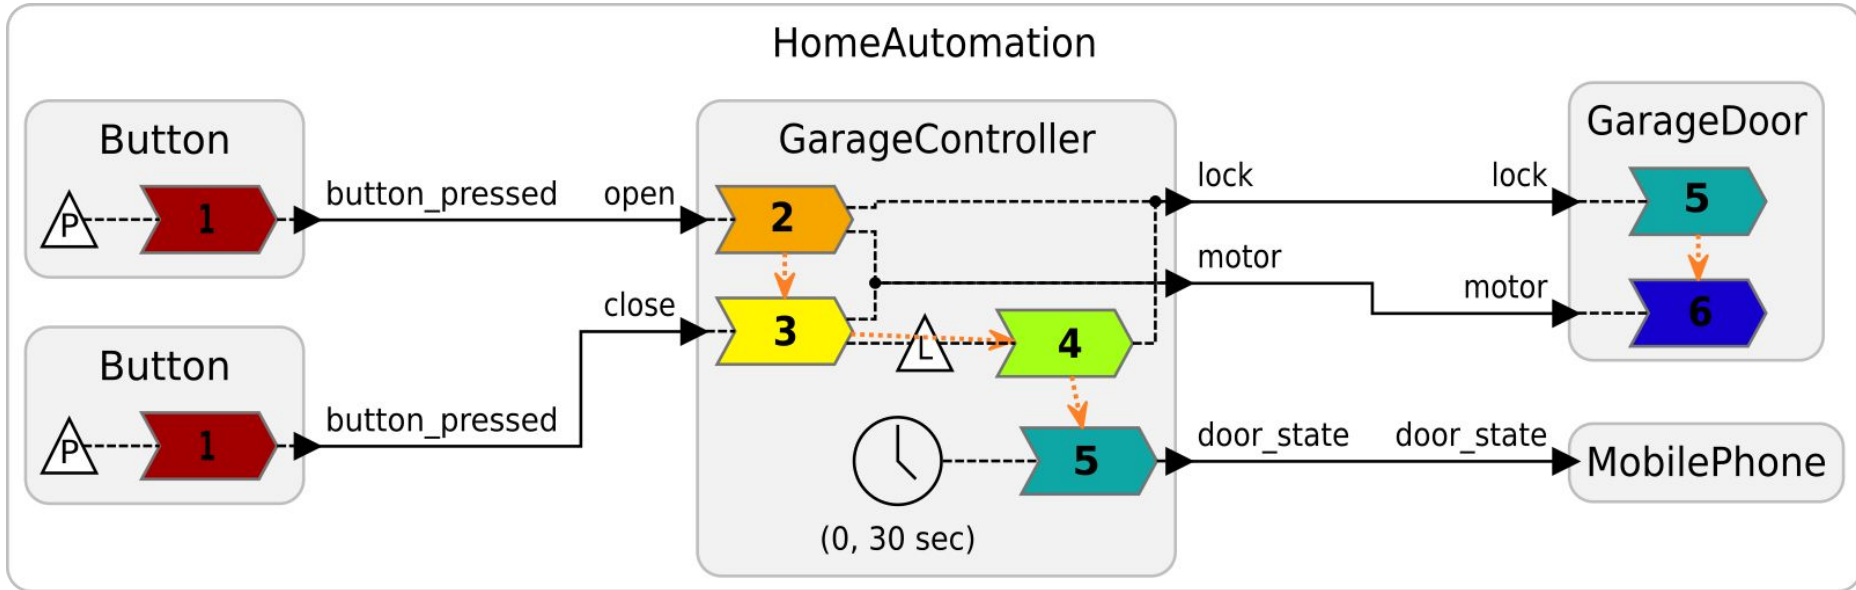 HomeAutomation
Button
P
1
button_pressed
open
Button
P
1
button_pressed
close
GarageController
2
3
L
4
5
(0, 30 sec)
lock
motor
door_state
lock
motor
door_state
GarageDoor
5
6
MobilePhone